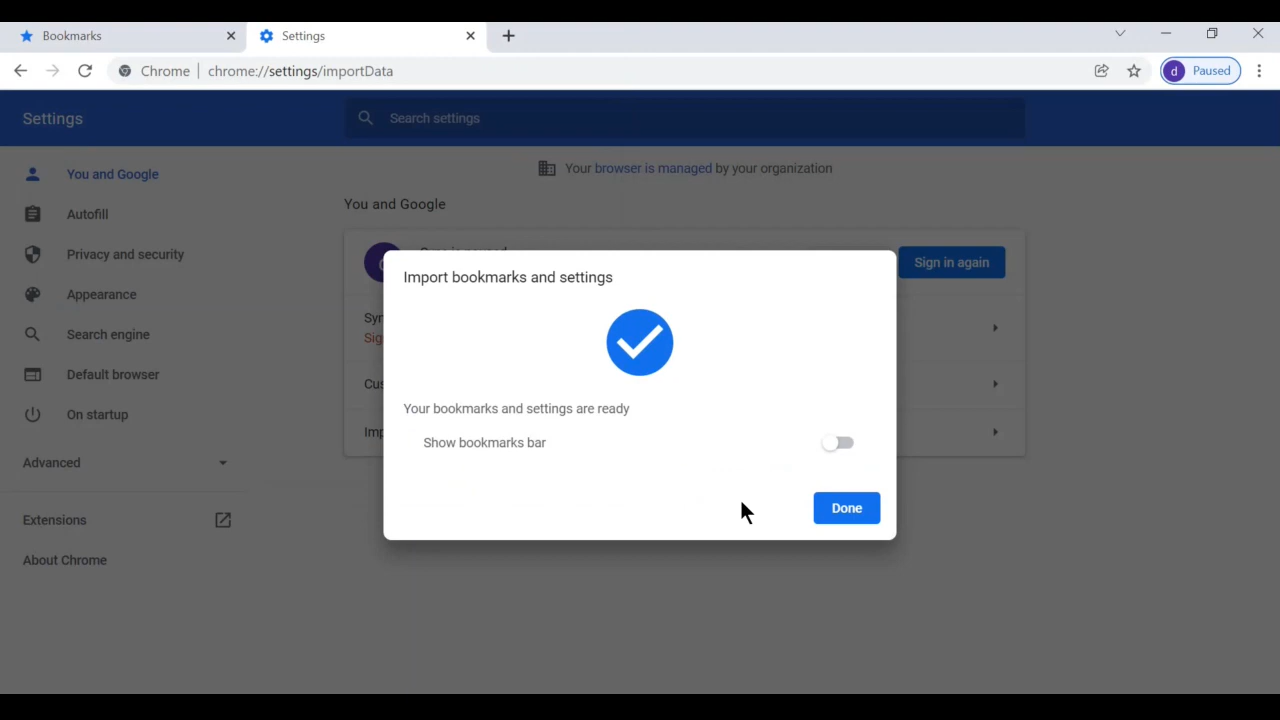 Bookmarks
Settings
Chrome | chrome://settings/importData
d Paused
Settings
Search settings
You and Google
Autofill
Privacy and security
Appearance
Search engine
Default browser
On startup
Advanced
Extensions
About Chrome
Your browser is managed by your organization
You and Google
Sign in again
Import bookmarks and settings
Your bookmarks and settings are ready
Show bookmarks bar
Done